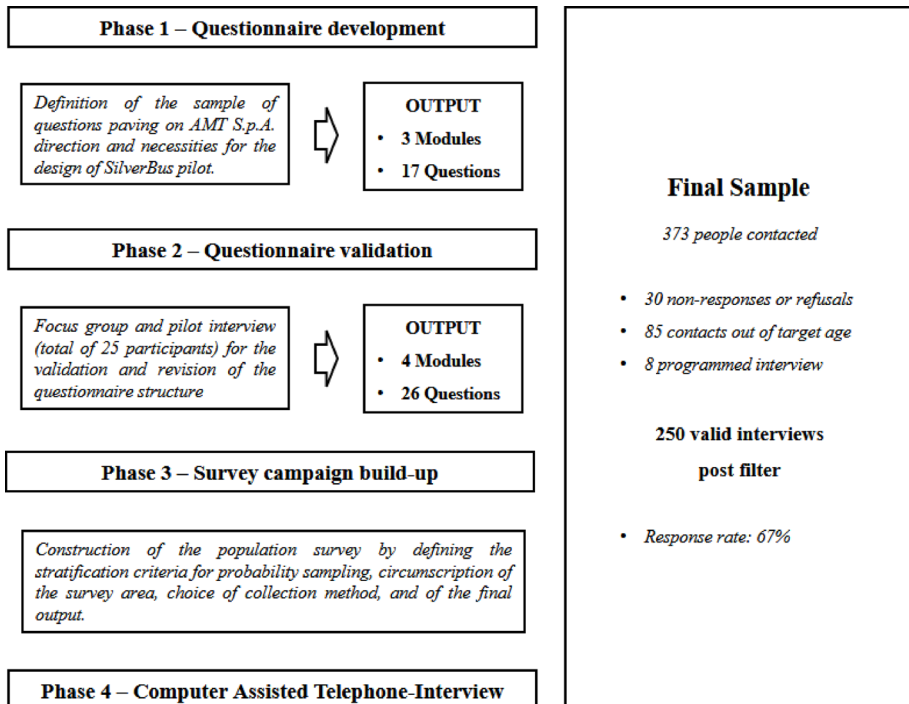 Phase 1 – Questionnaire development
Definition of the sample of
questions paving on AMT S.p.A.
direction and necessities for the
design of SilverBus pilot.
OUTPUT
• 3 Modules
• 17 Questions
Phase 2 – Questionnaire validation
Focus group and pilot interview
(total of 25 participants) for the
validation and revision of the
questionnaire structure
OUTPUT
• 4 Modules
• 26 Questions
Phase 3 – Survey campaign build-up
Construction of the population survey by defining the
stratification criteria for probability sampling, circumscription of
the survey area, choice of collection method, and of the final
output.
Phase 4 – Computer Assisted Telephone-Interview
Final Sample
373 people contacted
• 30 non-responses or refusals
• 85 contacts out of target age
• 8 programmed interview
250 valid interviews
post filter
• Response rate: 67%